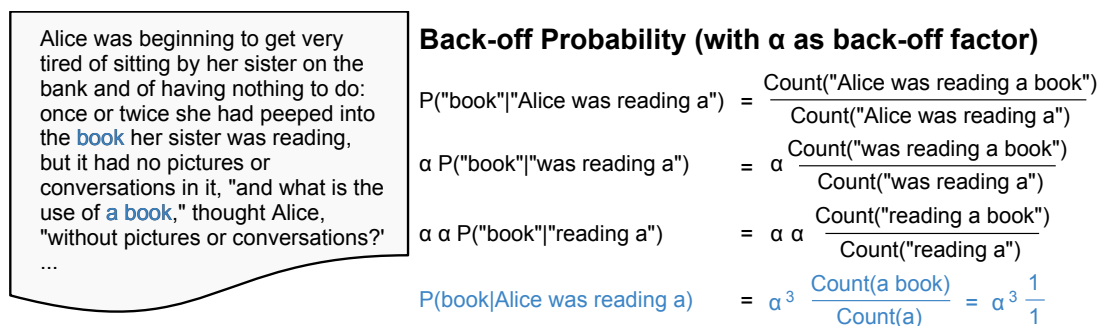 Alice was beginning to get very
tired of sitting by her sister on the
bank and of having nothing to do:
once or twice she had peeped into
the book her sister was reading,
but it had no pictures or
conversations in it, "and what is the
use of a book," thought Alice,
"without pictures or conversations?'
...
Back-off Probability (with α as back-off factor)
P("book"|"Alice was reading a") = Count("Alice was reading a book")
Count("Alice was reading a")
α P("book"|"was reading a") = α Count("was reading a book")
Count("was reading a")
α α P("book"|"reading a") = α α Count("reading a book")
Count("reading a")
P(book|Alice was reading a) = α 3 Count(a book) = α 3 1
Count(a) 1